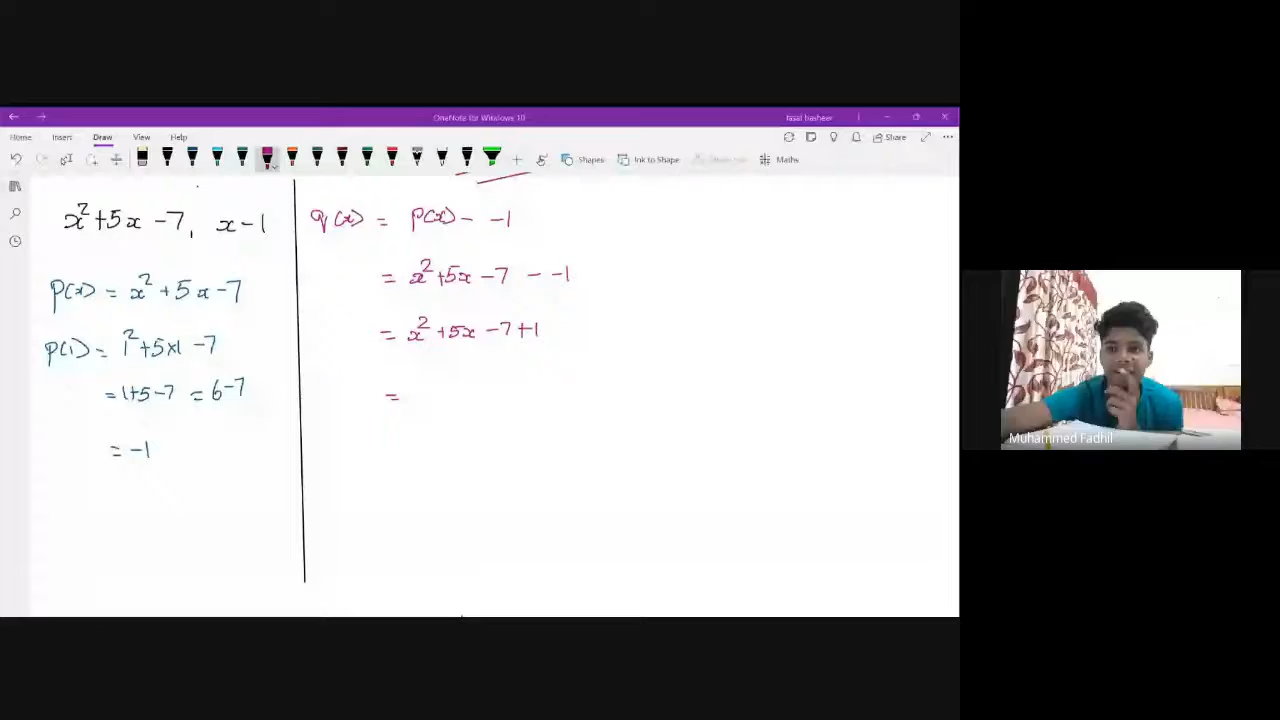 OneNote for Windows 10
faisal basheer
Home Insert Draw View Help
Share
Shapes Ink to Shape Maths
x²+5x-7, x-1
p(x) = x²+5x-7
p(1) = 1²+5×1-7
=1+5-7 = 6-7
= -1
q(x) = p(x) - -1
= x²+5x-7 - -1
= x²+5x-7+1
=
Muhammed Fadhil